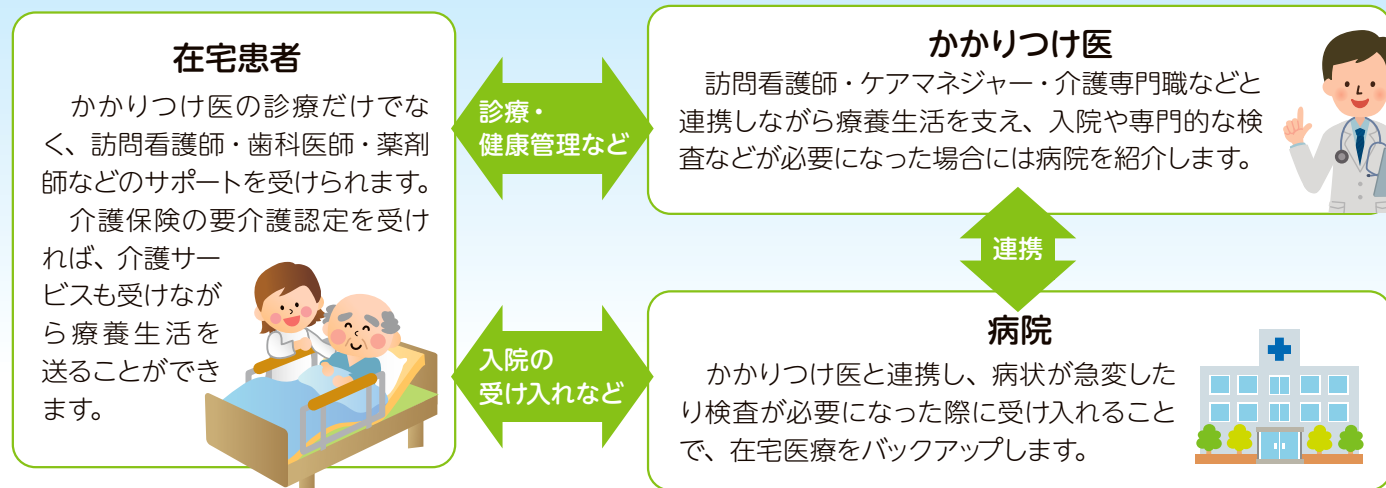 在宅患者
かかりつけ医の診療だけでな
く、訪問看護師・歯科医師・薬剤
師などのサポートを受けられます。
介護保険の要介護認定を受け
れば、介護サー
ビスも受けなが
ら療養生活を
送ることができ
ます。
診療・
健康管理など
かかりつけ医
訪問看護師・ケアマネジャー・介護専門職などと
連携しながら療養生活を支え、入院や専門的な検
査などが必要になった場合には病院を紹介します。
連携
入院の
受け入れなど
病院
かかりつけ医と連携し、病状が急変した
り検査が必要になった際に受け入れること
で、在宅医療をバックアップします。